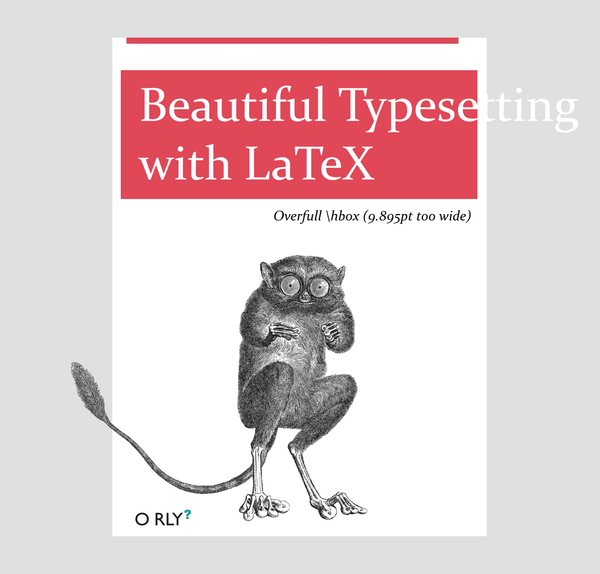 Beautiful Typesetting
with LaTeX
Overfull \hbox (9.895pt too wide)
O RLY?